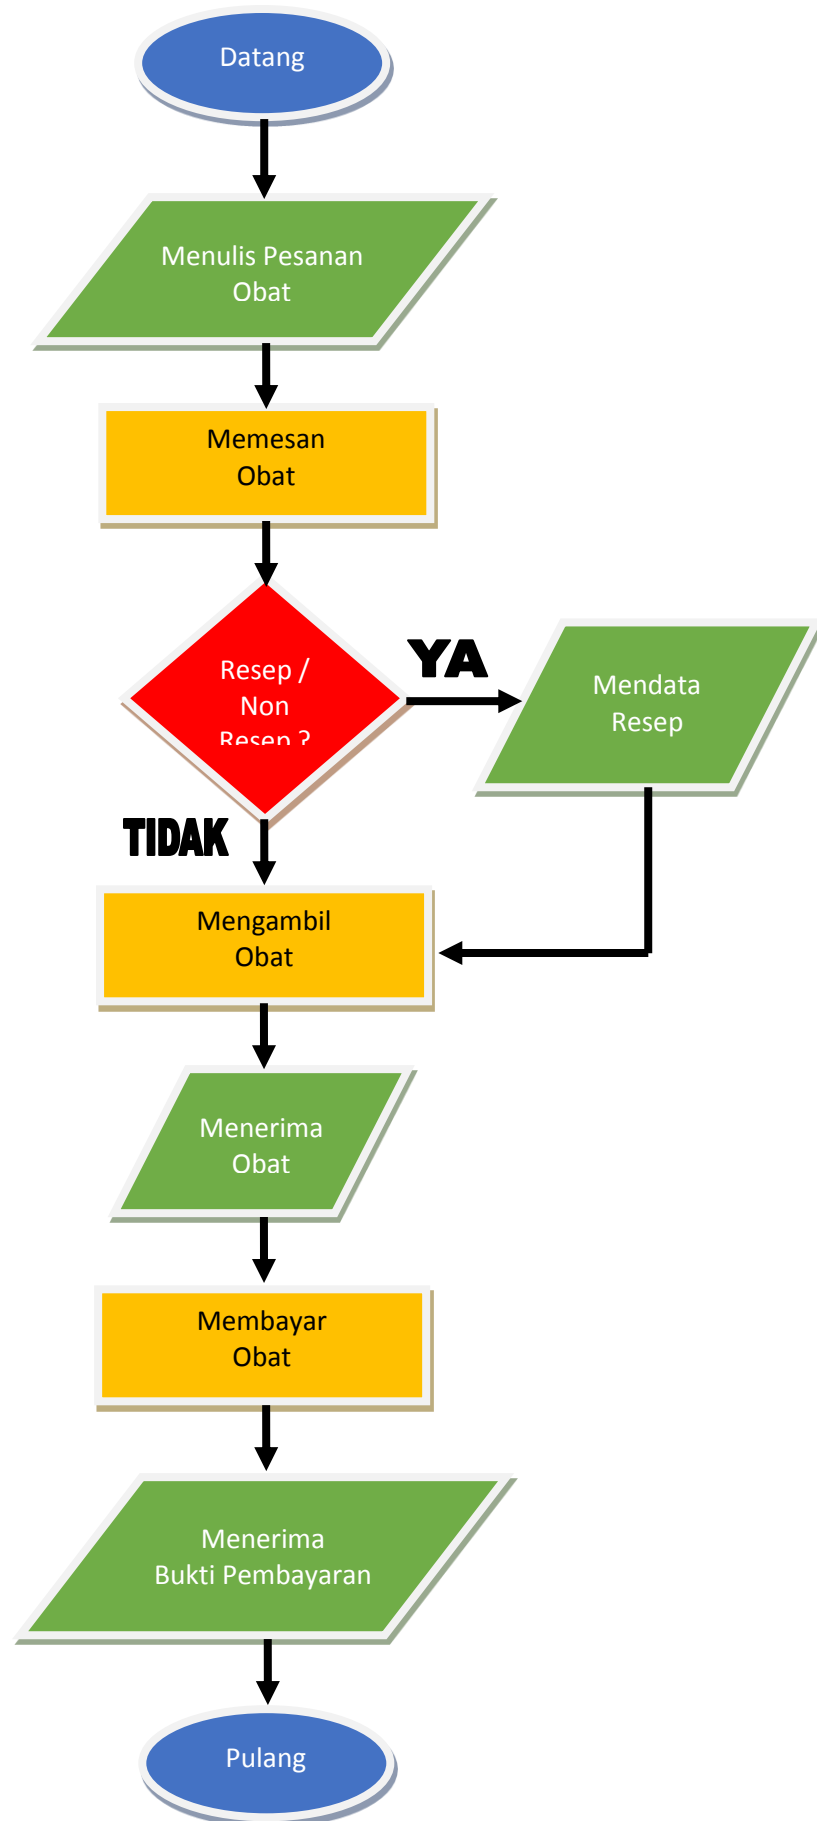 Datang
Menulis Pesanan
Obat
Memesan
Obat
Resep /
Non
Resep ?
YA
Mendata
Resep
TIDAK
Mengambil
Obat
Menerima
Obat
Membayar
Obat
Menerima
Bukti Pembayaran
Pulang